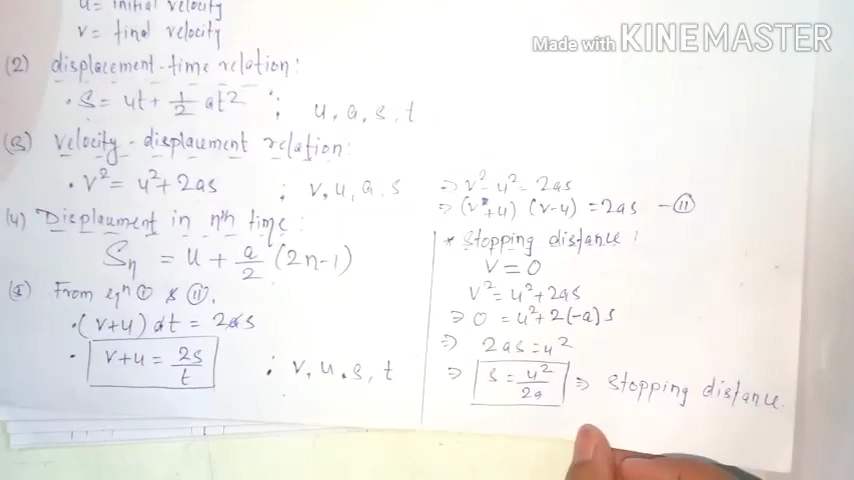 u = initial velocity
v = final velocity
(2) displacement-time relation:
• S = ut + 1/2 at² ; u, a, s, t
(3) Velocity-displaument relation:
• v² = u² + 2as ; v, u, a, s
(4) Displaument in nth time:
Sn = u + a/2 (2n-1)
(5) From eqn (I) & (II),
• (v+u) at = 2as
• v+u = 2s/t ; v, u, s, t
⇒ v² - u² = 2as
⇒ (v+u) (v-u) = 2as — (II)
* Stopping distance:
v = 0
v² = u² + 2as
⇒ 0 = u² + 2(-a) s
⇒ 2as = u²
⇒ s = u²/2a ⇒ Stopping distance.
Made with KINEMASTER